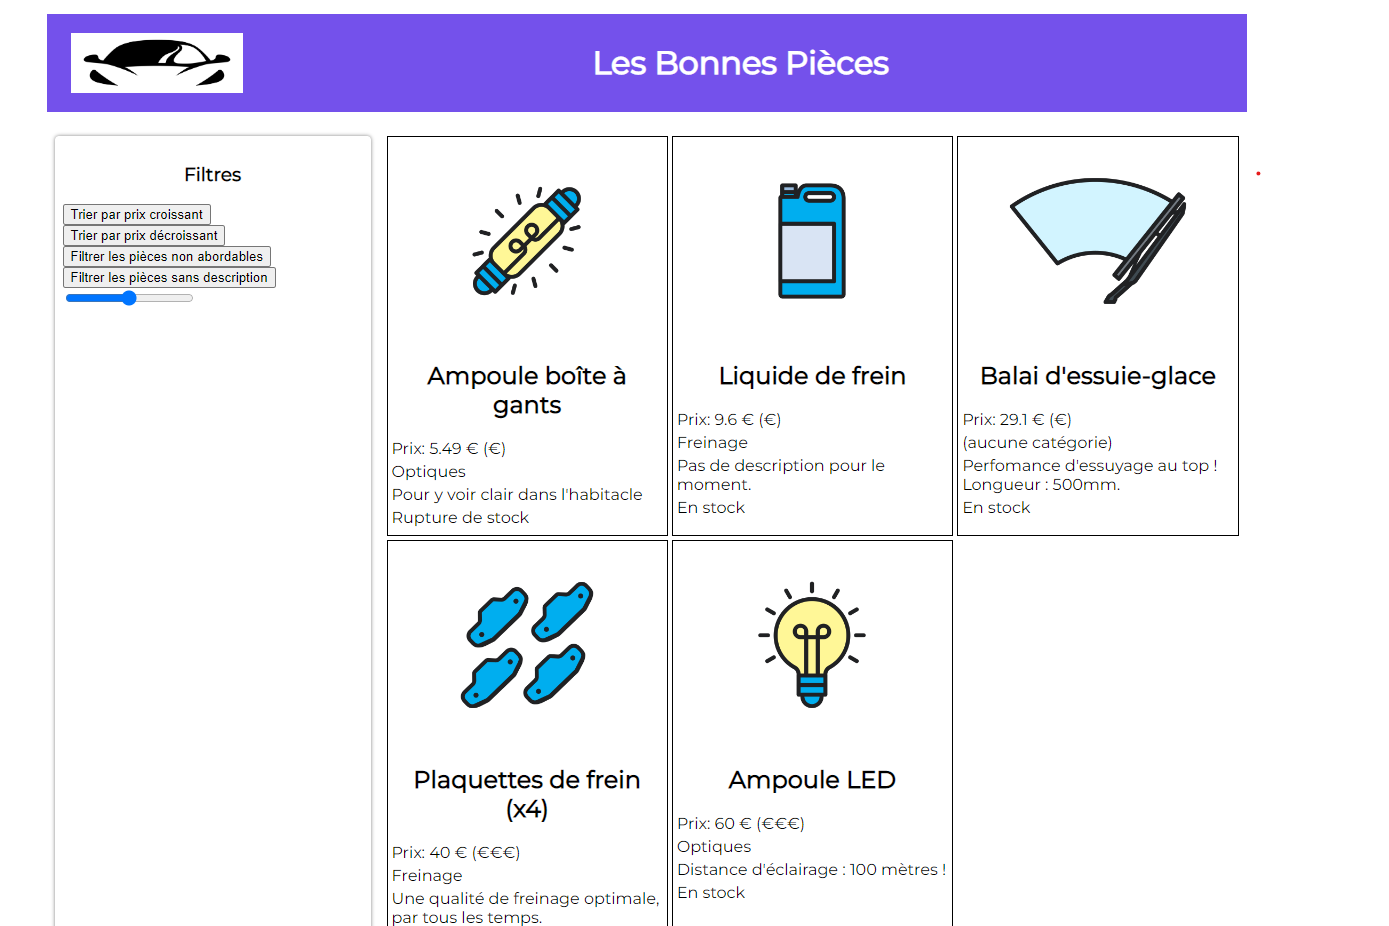 Les Bonnes Pièces
Filtres
Trier par prix croissant
Trier par prix décroissant
Filtrer les pièces non abordables
Filtrer les pièces sans description
Ampoule boîte à
gants
Prix: 5.49 € (€)
Optiques
Pour y voir clair dans l'habitacle
Rupture de stock
Liquide de frein
Prix: 9.6 € (€)
Freinage
Pas de description pour le
moment.
En stock
Balai d'essuie-glace
Prix: 29.1 € (€)
(aucune catégorie)
Perfomance d'essuyage au top !
Longueur : 500mm.
En stock
Plaquettes de frein
(x4)
Prix: 40 € (€€€)
Freinage
Une qualité de freinage optimale,
par tous les temps.
Ampoule LED
Prix: 60 € (€€€)
Optiques
Distance d'éclairage : 100 mètres !
En stock